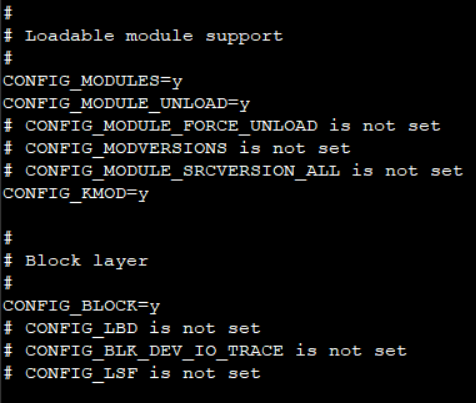 #
# Loadable module support
#
CONFIG_MODULES=y
CONFIG_MODULE_UNLOAD=y
# CONFIG_MODULE_FORCE_UNLOAD is not set
# CONFIG_MODVERSIONS is not set
# CONFIG_MODULE_SRCVERSION_ALL is not set
CONFIG_KMOD=y

#
# Block layer
#
CONFIG_BLOCK=y
# CONFIG_LBD is not set
# CONFIG_BLK_DEV_IO_TRACE is not set
# CONFIG_LSF is not set